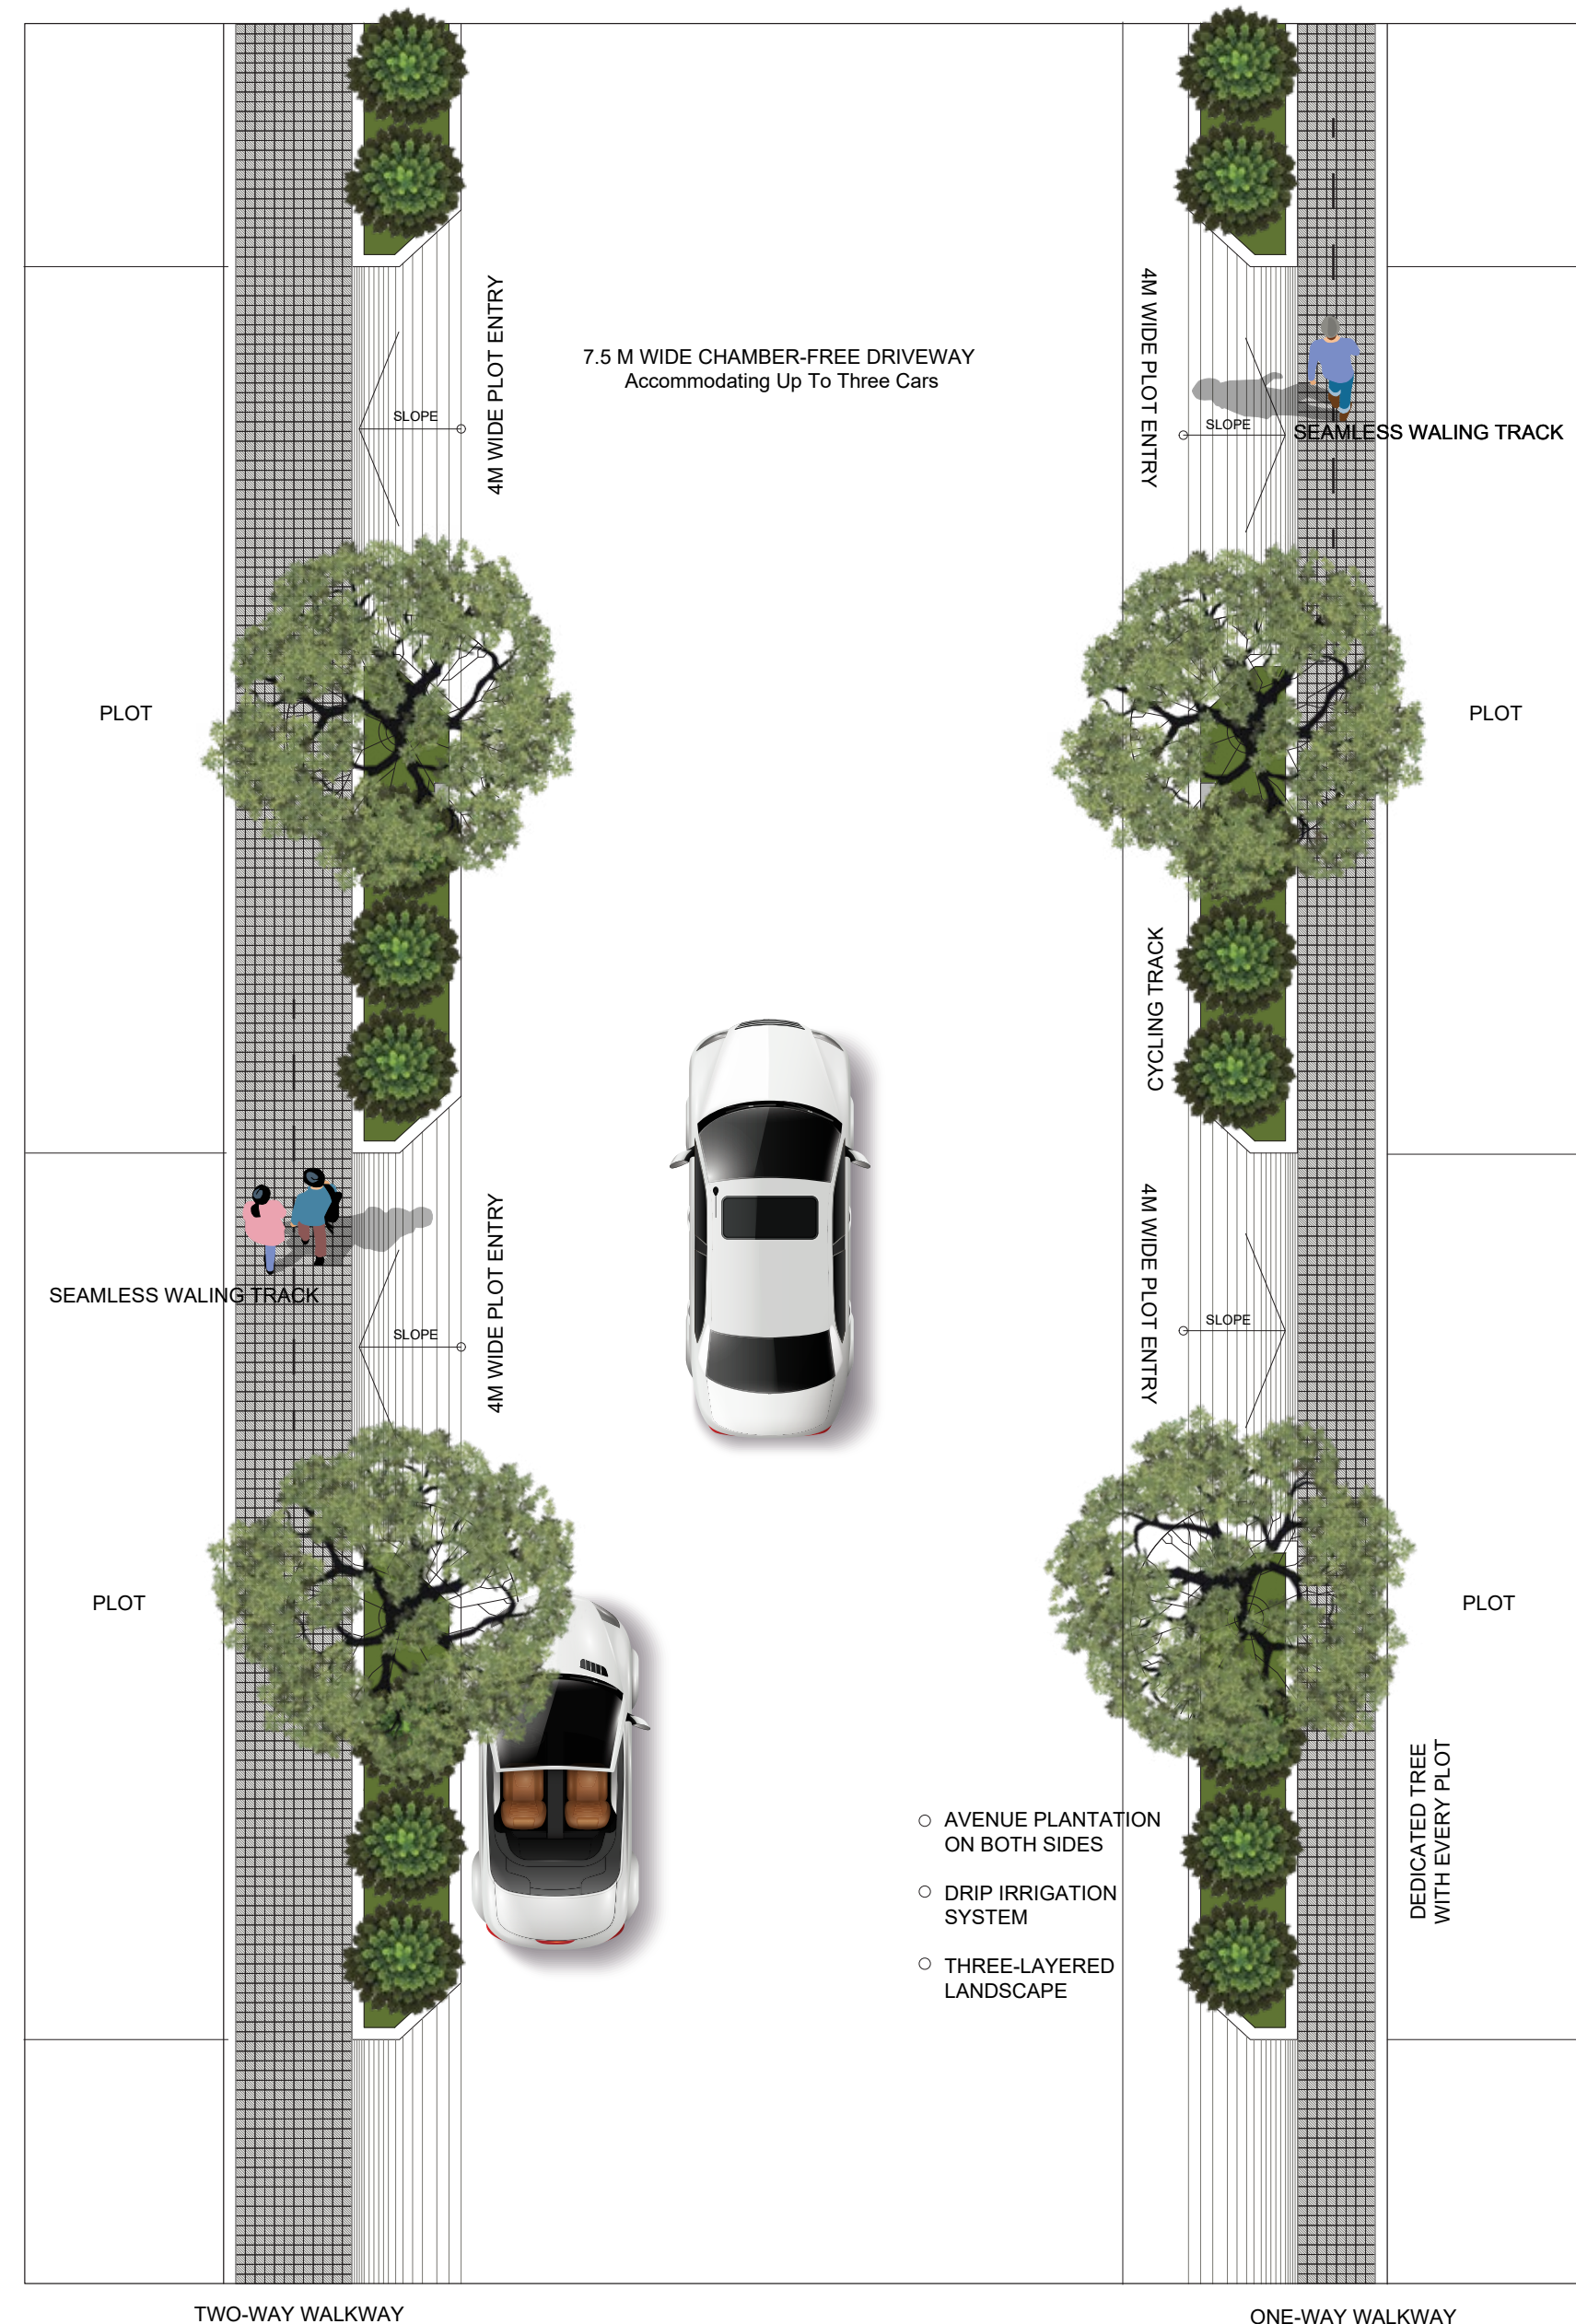 4M WIDE PLOT ENTRY
7.5 M WIDE CHAMBER-FREE DRIVEWAY
Accommodating Up To Three Cars
4M WIDE PLOT ENTRY
SLOPE
SLOPE
SEAMLESS WALING TRACK
PLOT
PLOT
CYCLING TRACK
4M WIDE PLOT ENTRY
4M WIDE PLOT ENTRY
SEAMLESS WALING TRACK
SLOPE
SLOPE
PLOT
PLOT
DEDICATED TREE
WITH EVERY PLOT
AVENUE PLANTATION
ON BOTH SIDES
DRIP IRRIGATION
SYSTEM
THREE-LAYERED
LANDSCAPE
TWO-WAY WALKWAY
ONE-WAY WALKWAY